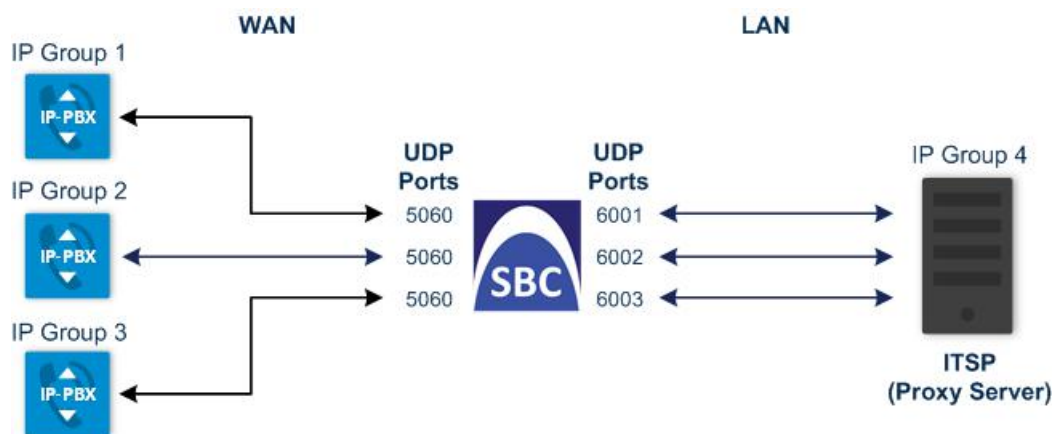 WAN
LAN
IP Group 1
IP-PBX
IP Group 2
IP-PBX
IP Group 3
IP-PBX
UDP
Ports
5060
5060
5060
SBC
UDP
Ports
6001
6002
6003
IP Group 4
ITSP
(Proxy Server)